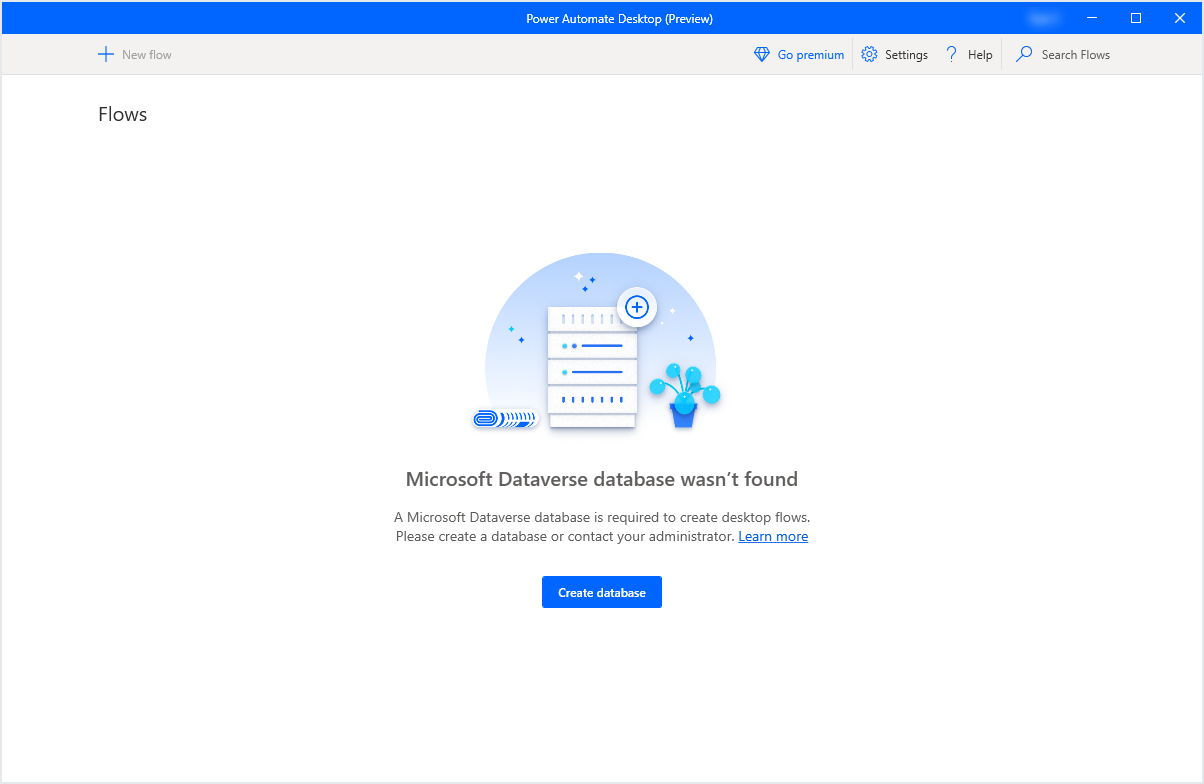 Power Automate Desktop (Preview)
New flow
Go premium
Settings
? Help
Search Flows
Flows
Microsoft Dataverse database wasn’t found
A Microsoft Dataverse database is required to create desktop flows.
Please create a database or contact your administrator. Learn more
Create database